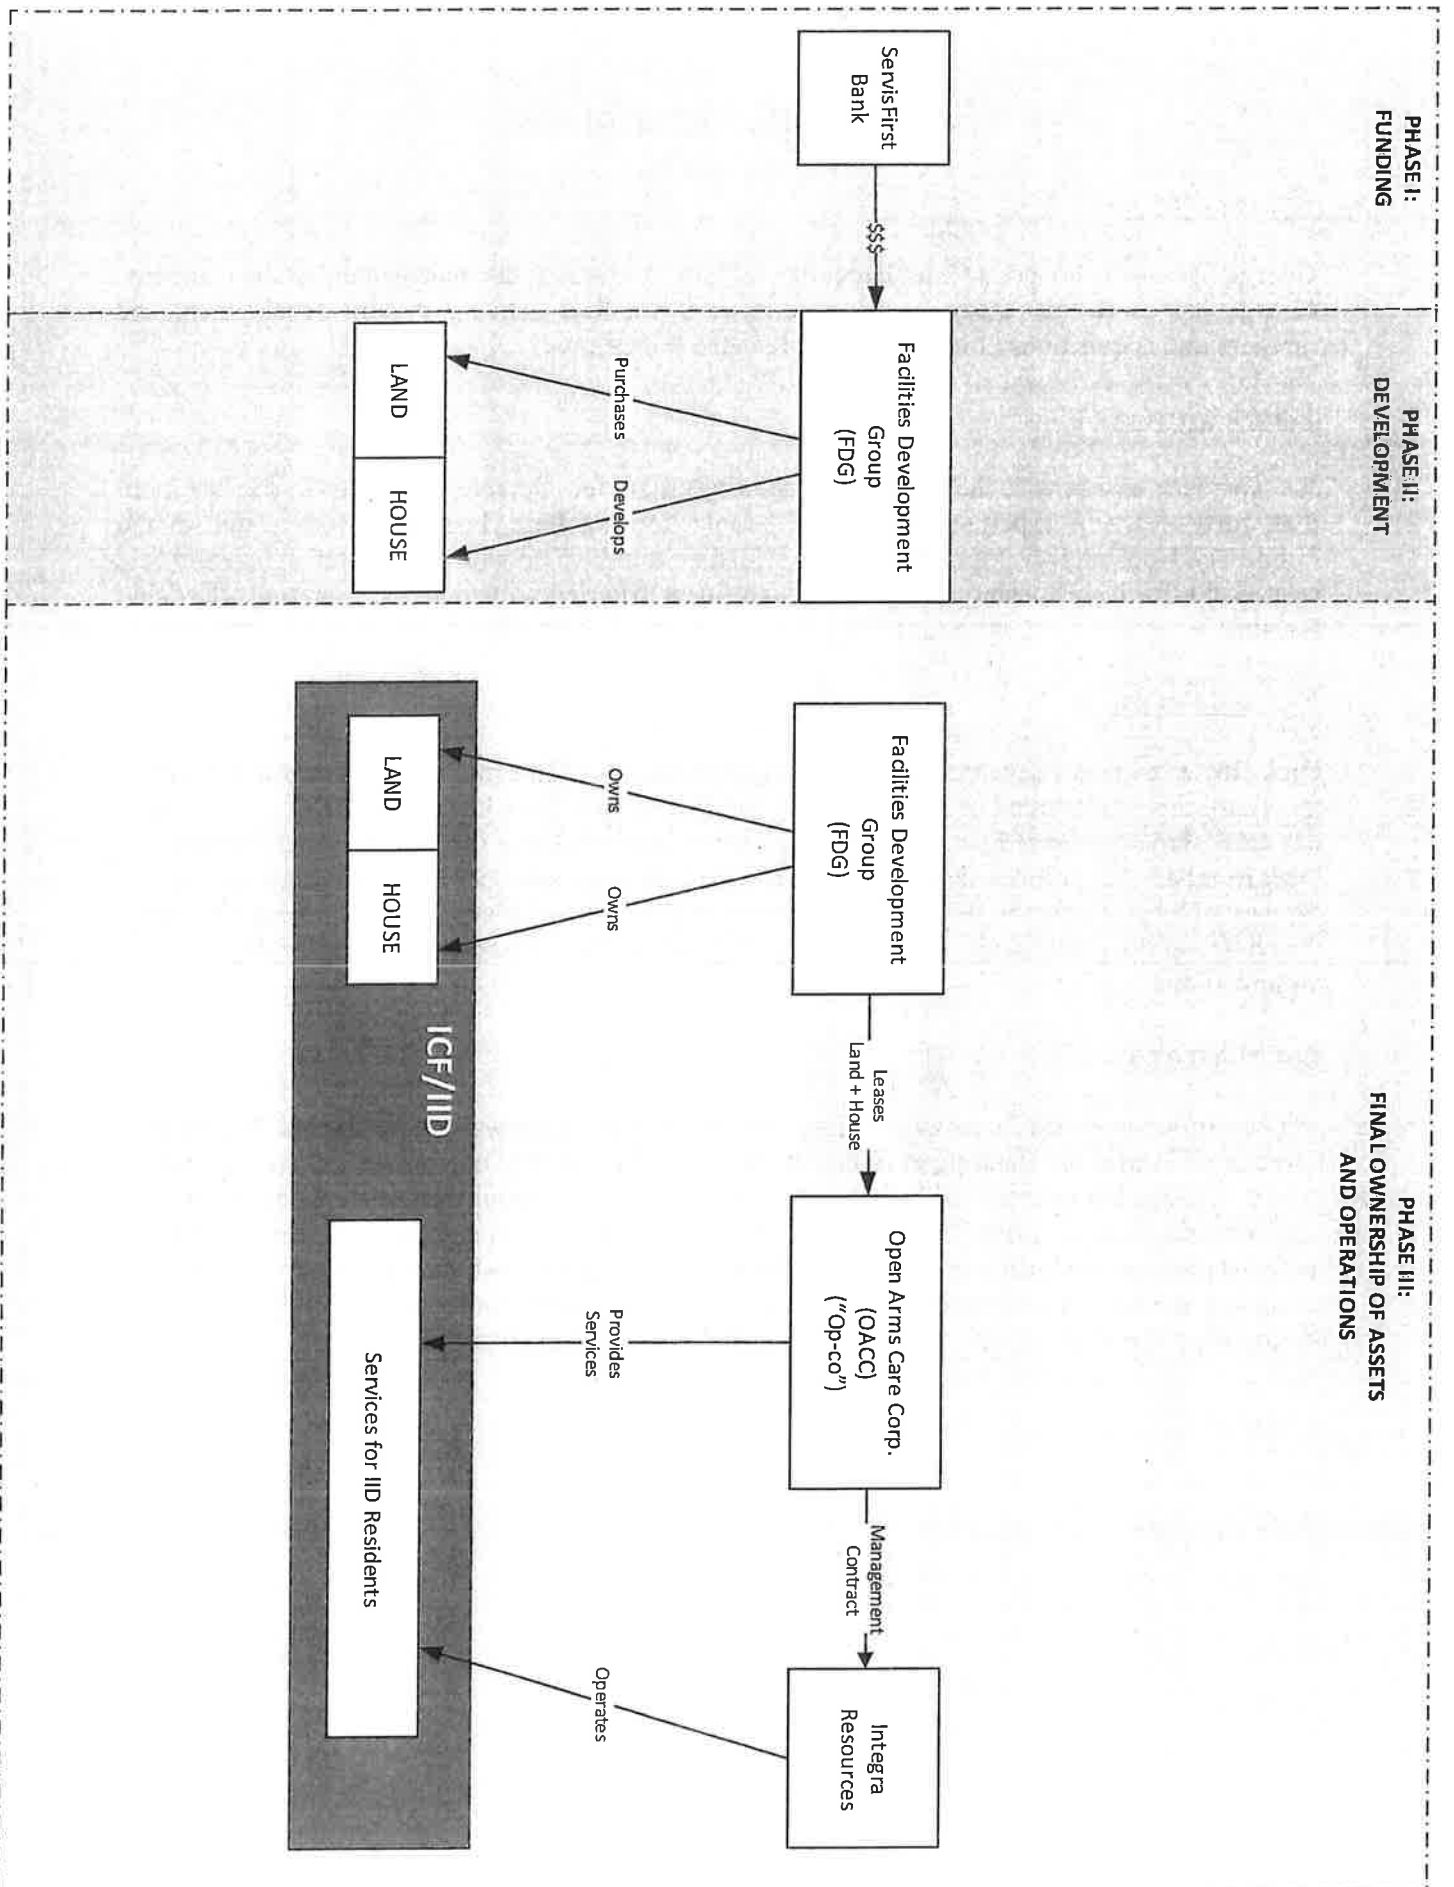 PHASE I:
FUNDING
ServisFirst
Bank
$$$
PHASE II:
DEVELOPMENT
Facilities Development
Group
(FDG)
Purchases
Develops
LAND
HOUSE
PHASE III:
FINAL OWNERSHIP OF ASSETS
AND OPERATIONS
Facilities Development
Group
(FDG)
Leases
Land + House
Open Arms Care Corp.
(OACC)
("Op-co")
Management
Contract
Integra
Resources
Owns
Owns
Provides
Services
Operates
ICF/IID
LAND
HOUSE
Services for IID Residents